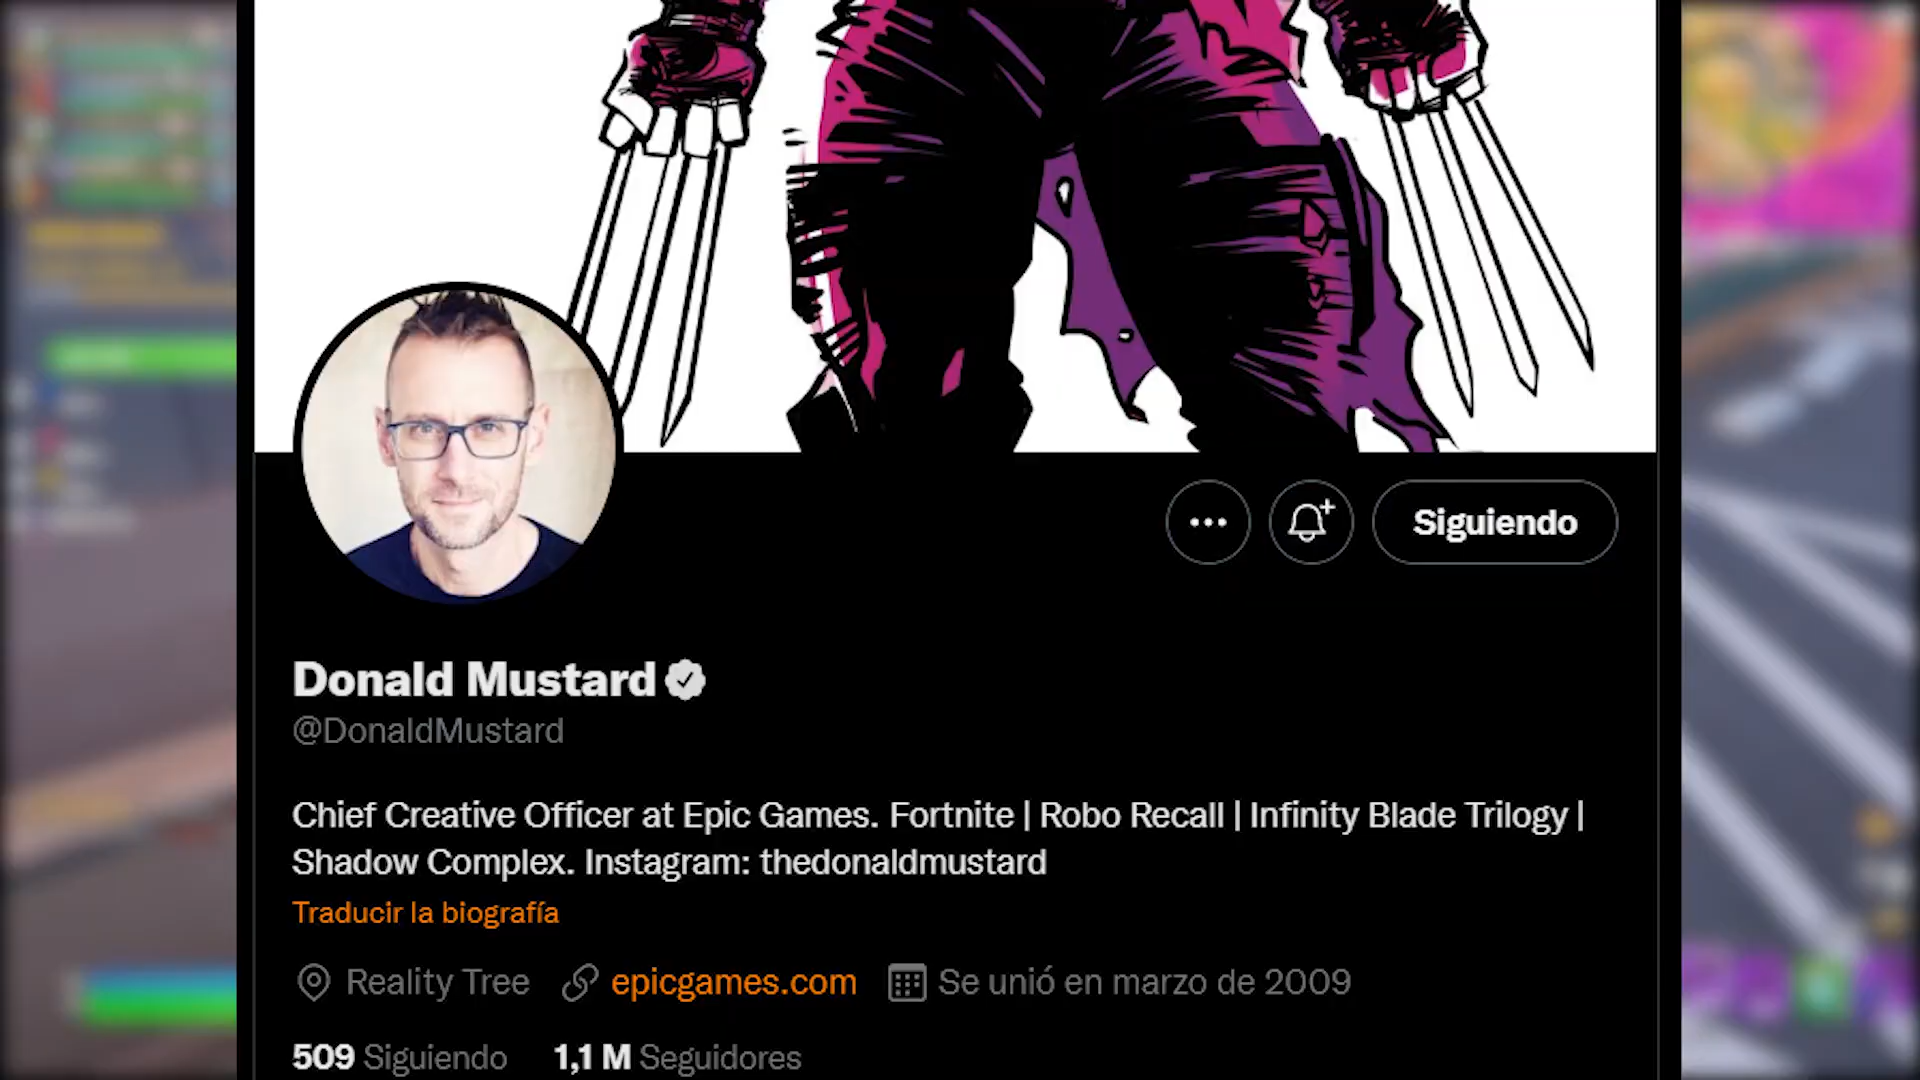 Siguiendo
Donald Mustard
@DonaldMustard
Chief Creative Officer at Epic Games. Fortnite | Robo Recall | Infinity Blade Trilogy |
Shadow Complex. Instagram: thedonaldmustard
Traducir la biografía
Reality Tree epicgames.com Se unió en marzo de 2009
509 Siguiendo 1,1 M Seguidores